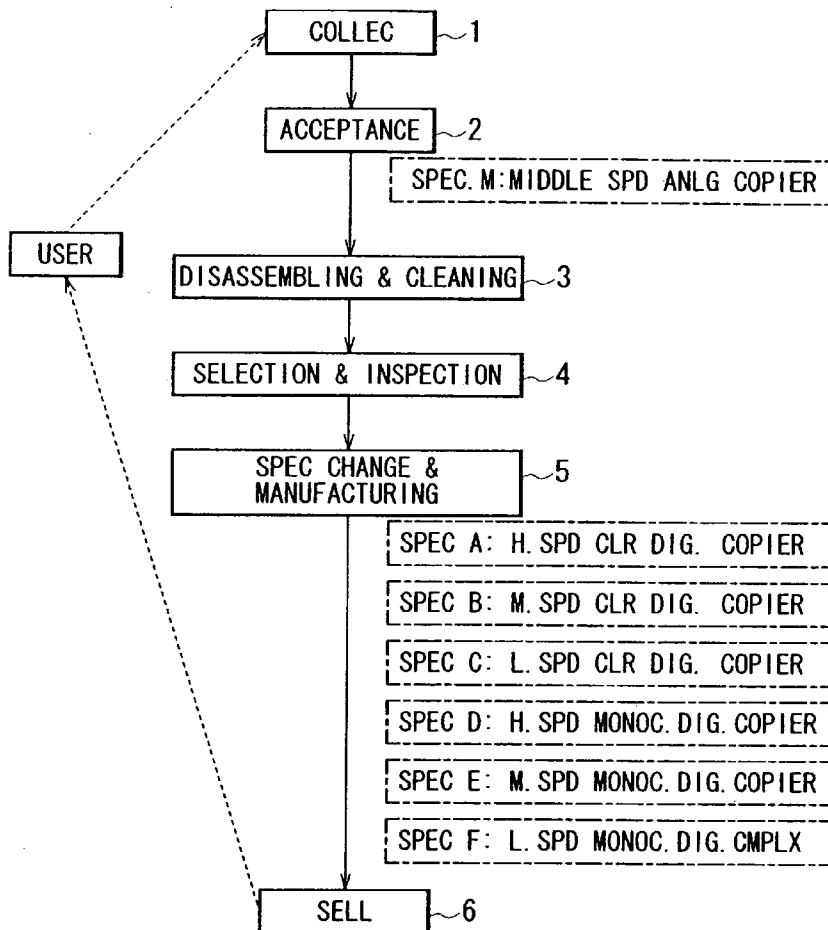 COLLEC 1
ACCEPTANCE 2
SPEC. M:MIDDLE SPD ANLG COPIER
USER
DISASSEMBLING & CLEANING 3
SELECTION & INSPECTION 4
SPEC CHANGE &
MANUFACTURING 5
SPEC A: H.SPD CLR DIG. COPIER
SPEC B: M.SPD CLR DIG. COPIER
SPEC C: L.SPD CLR DIG. COPIER
SPEC D: H.SPD MONOC.DIG.COPIER
SPEC E: M.SPD MONOC.DIG.COPIER
SPEC F: L.SPD MONOC.DIG.CMPLX
SELL 6